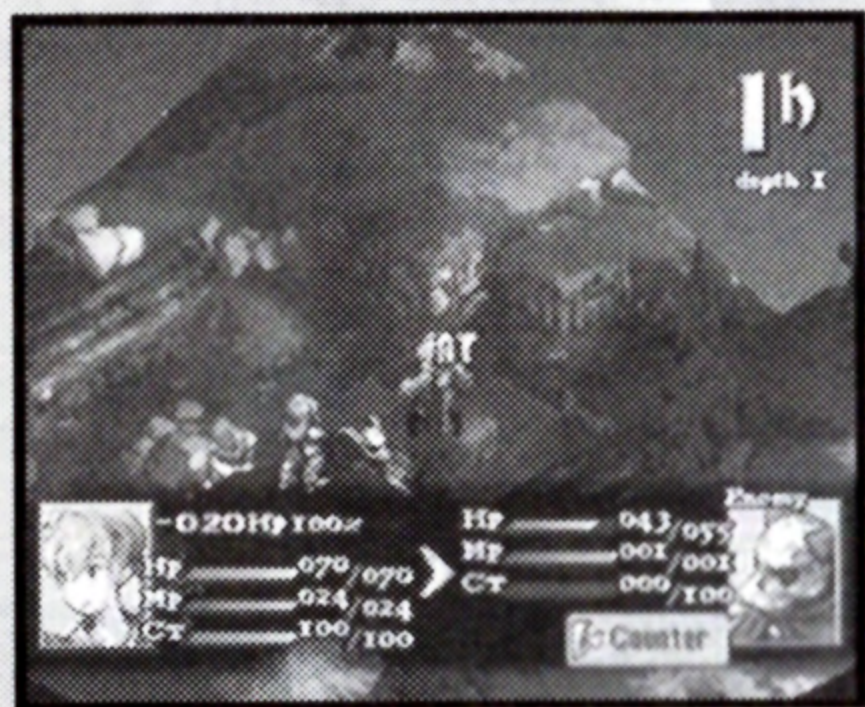 1h
depth I
Enemy
-020HP 100%
HP 070/070
MP 024/024
CT 100/100
HP 043/055
MP 001/001
CT 000/100
Counter